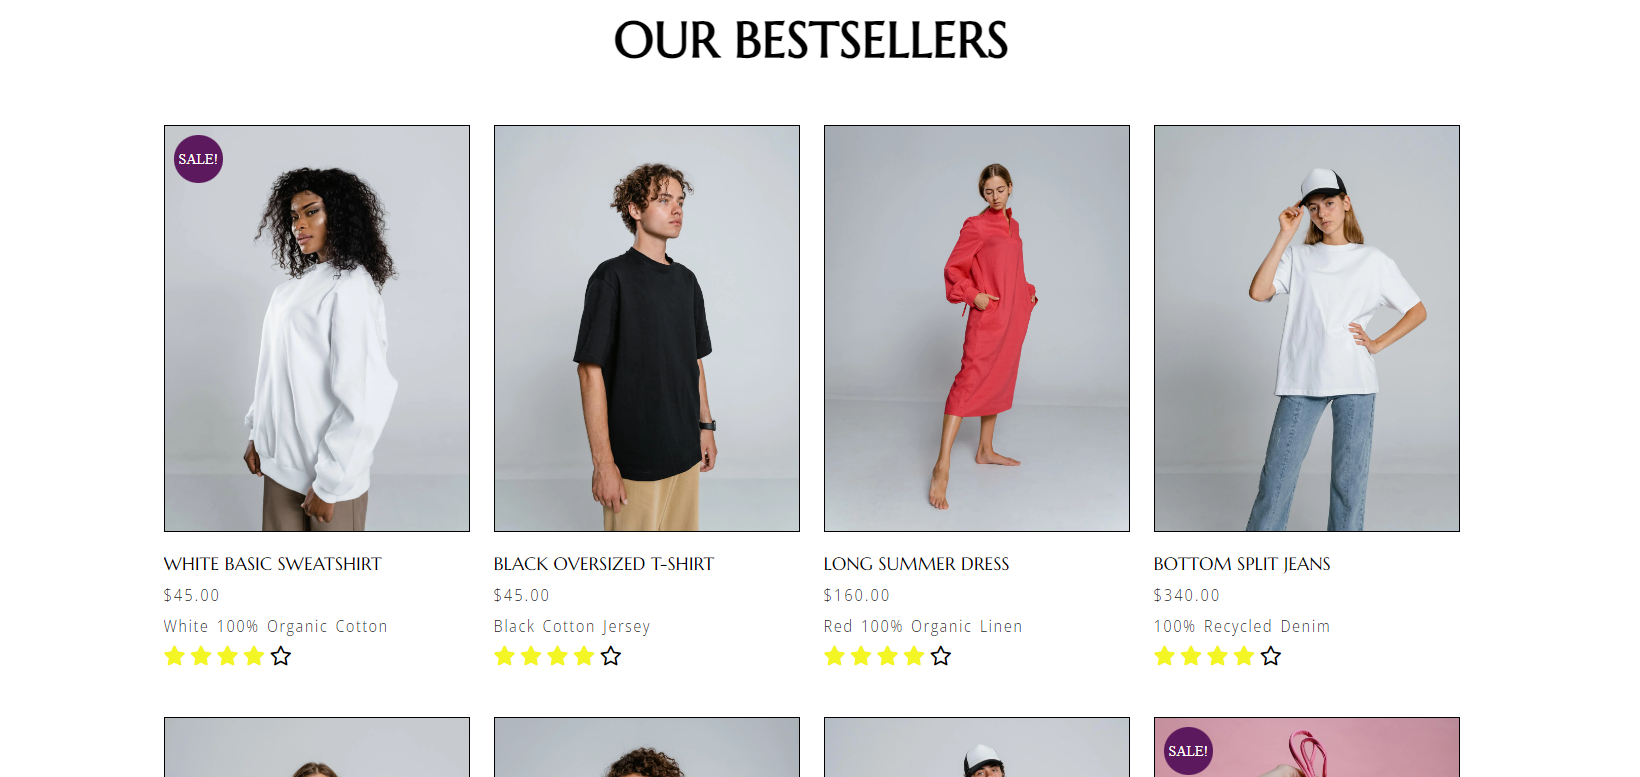 OUR BESTSELLERS
SALE!
WHITE BASIC SWEATSHIRT
$45.00
White 100% Organic Cotton
BLACK OVERSIZED T-SHIRT
$45.00
Black Cotton Jersey
LONG SUMMER DRESS
$160.00
Red 100% Organic Linen
BOTTOM SPLIT JEANS
$340.00
100% Recycled Denim
SALE!